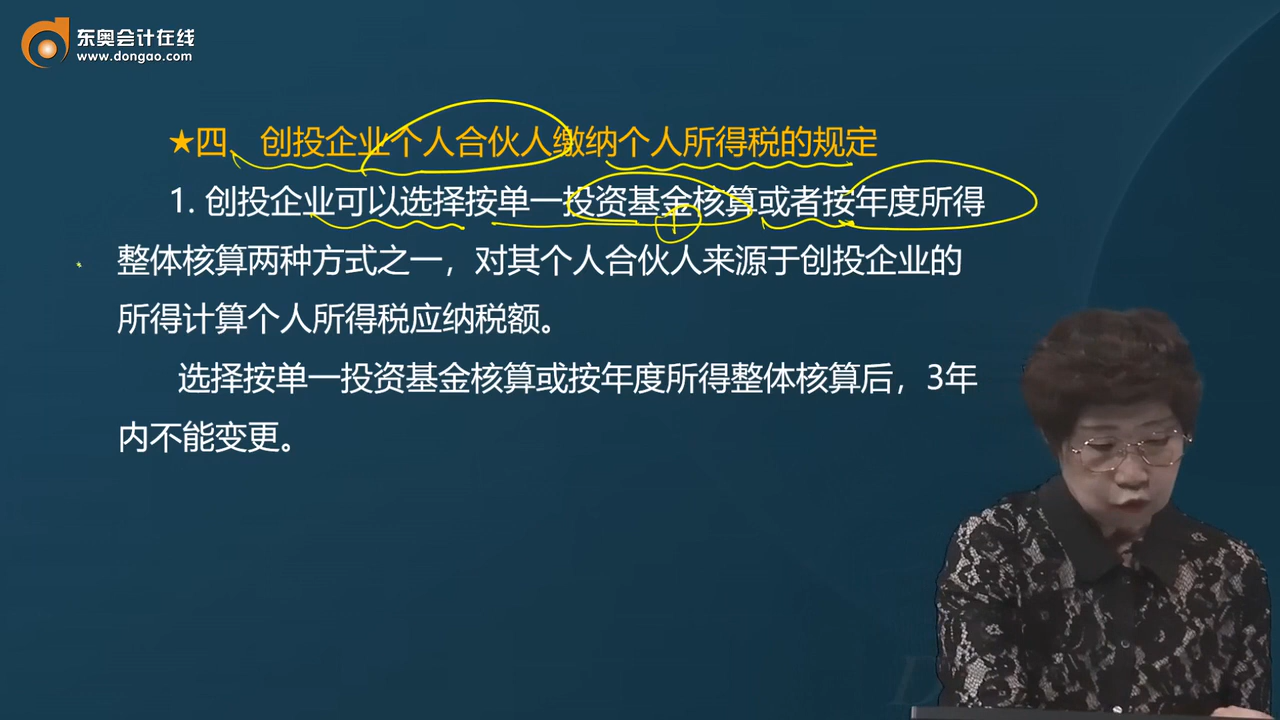 东奥会计在线
www.dongao.com
★四、创投企业个人合伙人缴纳个人所得税的规定
1. 创投企业可以选择按单一投资基金核算或者按年度所得
整体核算两种方式之一，对其个人合伙人来源于创投企业的
所得计算个人所得税应纳税额。
选择按单一投资基金核算或按年度所得整体核算后，3年
内不能变更。